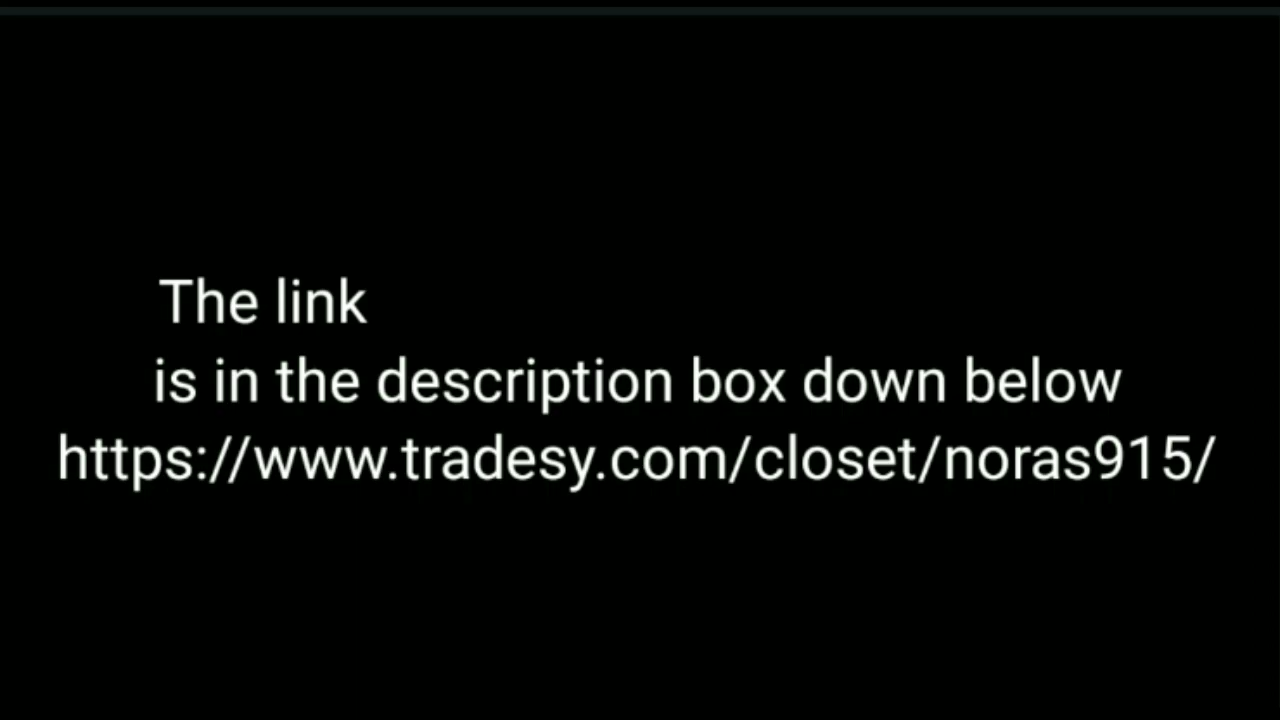 The link
is in the description box down below
https://www.tradesy.com/closet/noras915/